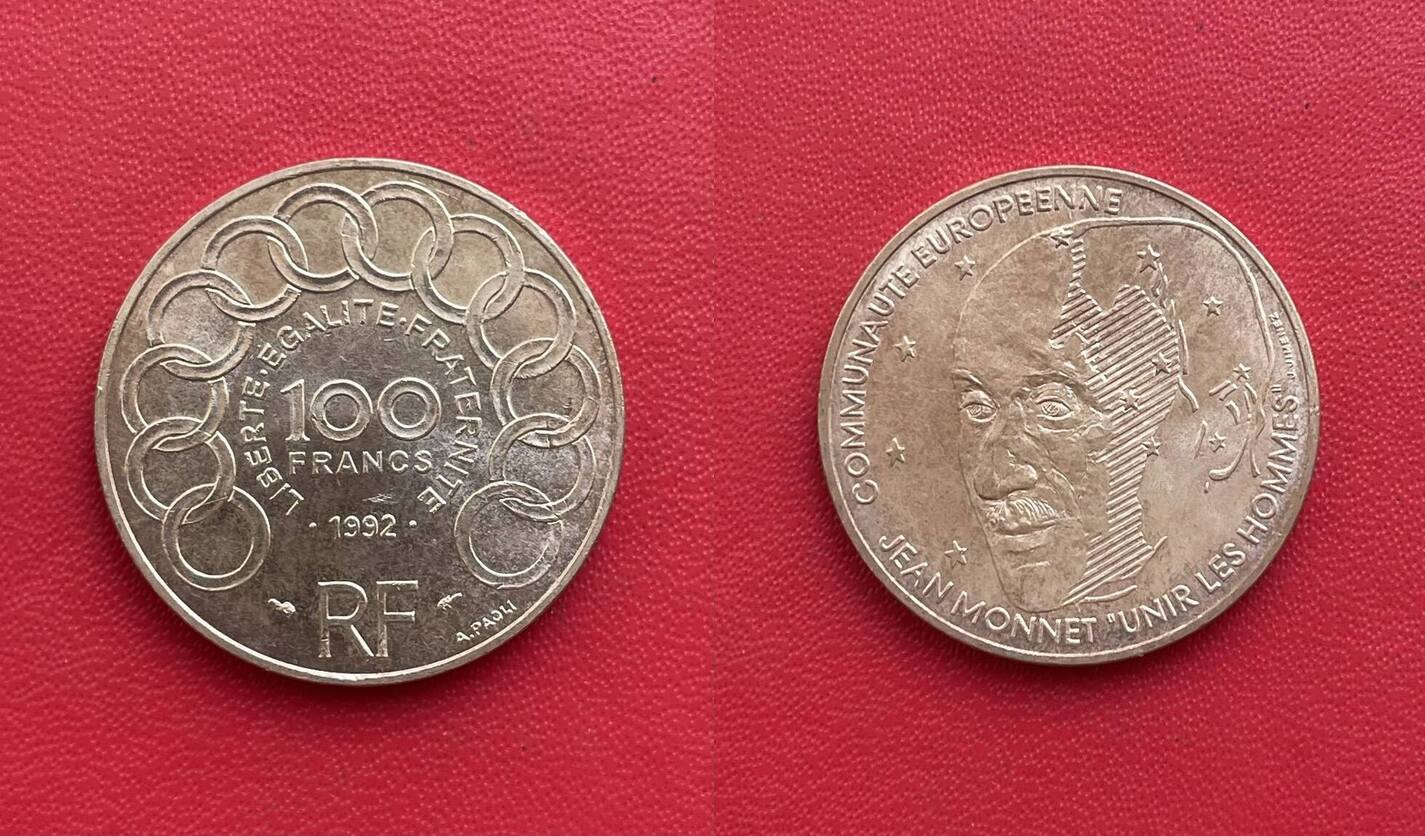 LIBERTE·EGALITE·FRATERNITE
100
FRANCS
· 1992 ·
RF
A.PAOLI
COMMUNAUTE EUROPEENNE
JEAN MONNET "UNIR LES HOMMES"